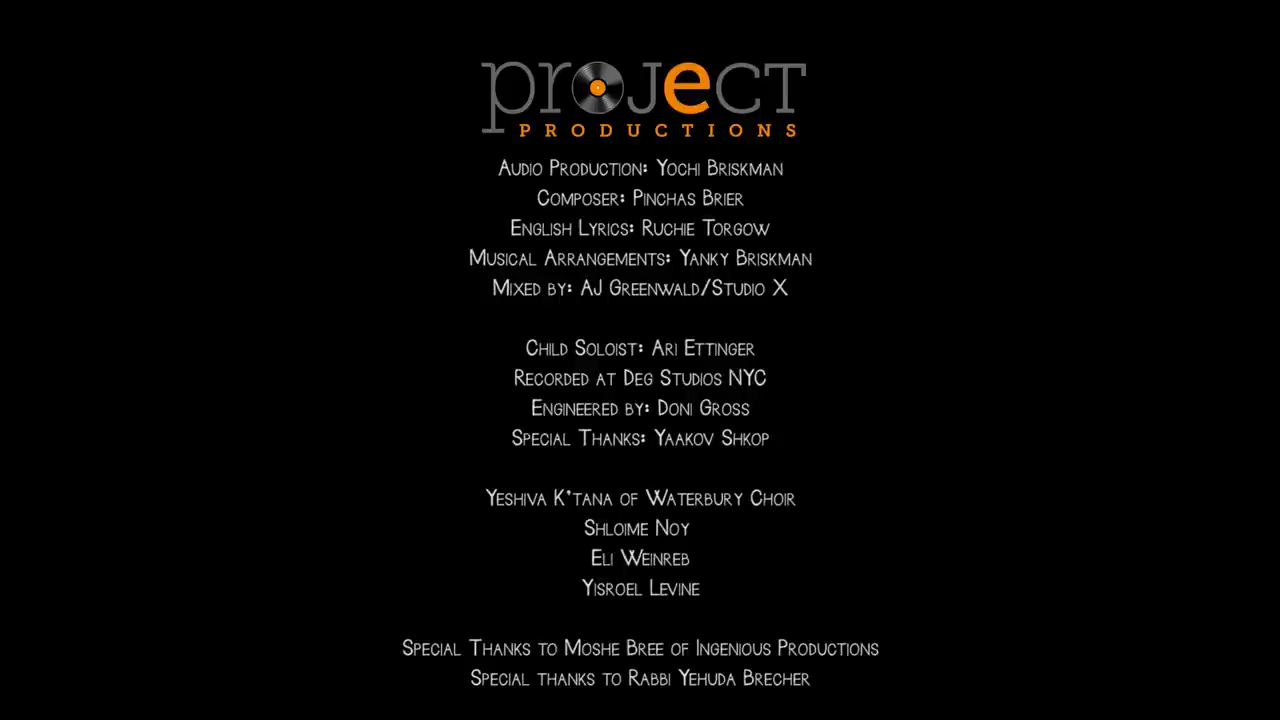 project
PRODUCTIONS
Audio Production: Yochi Briskman
Composer: Pinchas Brier
English Lyrics: Ruchie Torgow
Musical Arrangements: Yanky Briskman
Mixed by: AJ Greenwald/Studio X
Child Soloist: Ari Ettinger
Recorded at Deg Studios NYC
Engineered by: Doni Gross
Special Thanks: Yaakov Shkop
Yeshiva K'tana of Waterbury Choir
Shloime Noy
Eli Weinreb
Yisroel Levine
Special Thanks to Moshe Bree of Ingenious Productions
Special thanks to Rabbi Yehuda Brecher